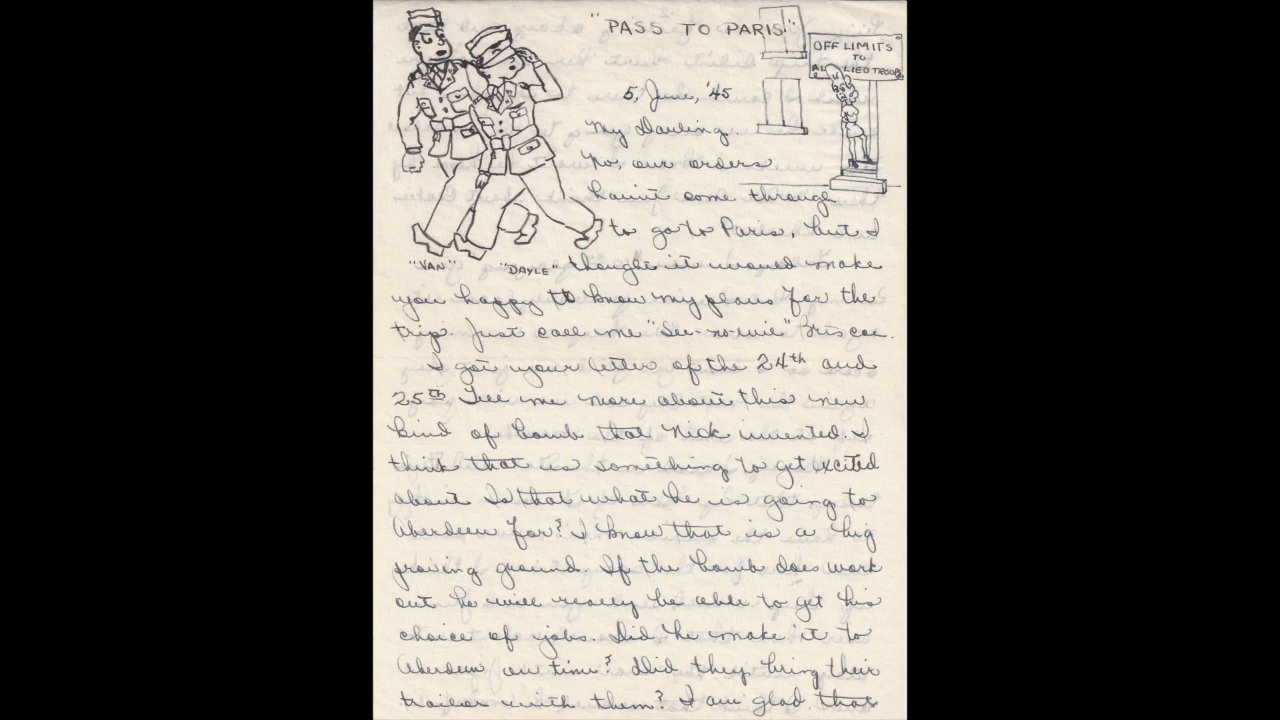 "PASS TO PARIS"
OFF LIMITS
TO
ALLIED TROOPS
5, June, '45
My Darling.
No, our orders
havn't come through
to go to Paris, but I
"VAN" "DAYLE" thought it would make
you happy to know my plans for the
trip. Just call me "See-no-evil" Briscoe.
I got your letter of the 24th and
25th Tell me more about this new
kind of bomb that Nick invented. I
think that is something to get excited
about Is that what he is going to
Aberdeen for? I know that is a big
proving ground. If the bomb does work
out he will really be able to get his
choice of jobs. Did he make it to
Aberdeen on time? Did they bring their
trailer with them? I am glad that